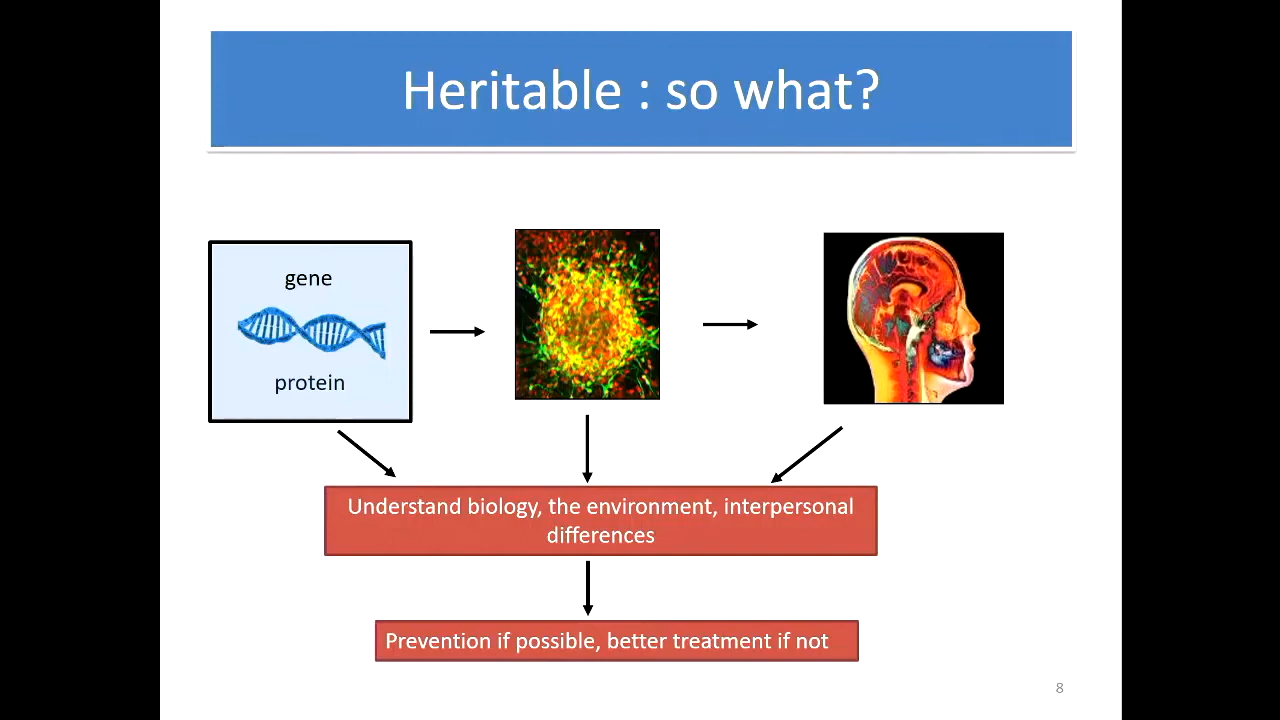 Heritable : so what?
gene
protein
Understand biology, the environment, interpersonal
differences
Prevention if possible, better treatment if not
8